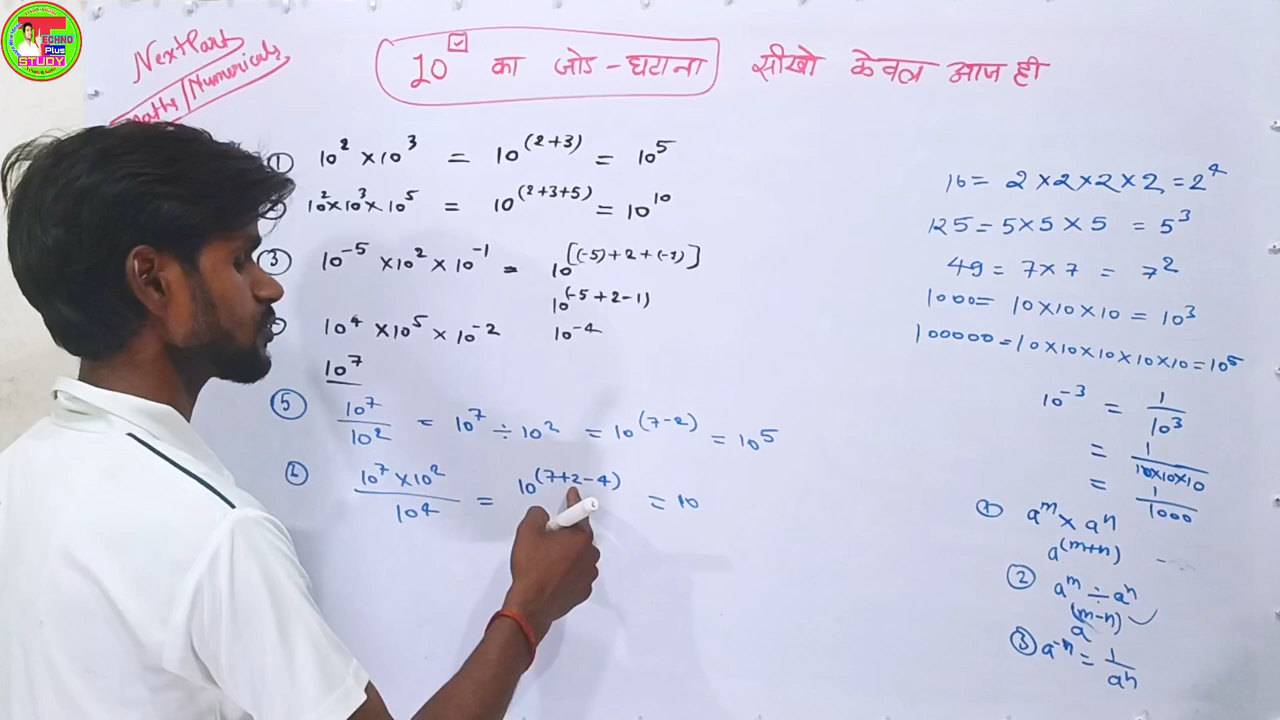 TECHNO
Plus
STUDY
Next Part
Maths/Numericals
10^☑ का जोड-घटाना सीखो केवल आज ही
① 10² × 10³ = 10^(2+3) = 10⁵
10² × 10³ × 10⁵ = 10^(2+3+5) = 10¹⁰
③ 10⁻⁵ × 10² × 10⁻¹ = 10^[(-5)+2+(-1)]
10^(-5+2-1)
10⁴ × 10⁵ × 10⁻² 10⁻⁴
10⁷
⑤ 10⁷/10² = 10⁷ ÷ 10² = 10^(7-2) = 10⁵
10⁷ × 10²/10⁴ = 10^(7+2-4) = 10
16 = 2 × 2 × 2 × 2 = 2⁴
125 = 5 × 5 × 5 = 5³
49 = 7 × 7 = 7²
1000 = 10 × 10 × 10 = 10³
100000 = 10 × 10 × 10 × 10 × 10 = 10⁵
10⁻³ = 1/10³
= 1/10×10×10
= 1/1000
① aᵐ × aⁿ
a^(m+n)
② aᵐ ÷ aⁿ
a^(m-n)
③ a⁻ⁿ = 1/aⁿ